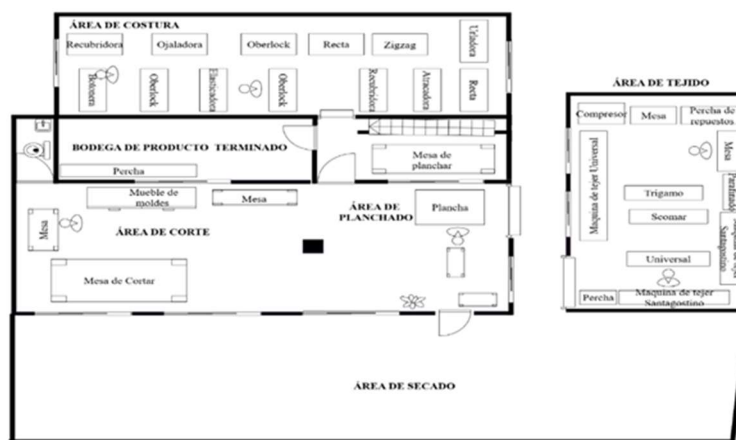 ÁREA DE COSTURA
Recubridora
Ojaladora
Oberlock
Recta
Zigzag
Botonera
Oberlock
Elasticadora
Oberlock
Recubridora
Atracadora
Recta
BODEGA DE PRODUCTO TERMINADO
Percha
Mesa de
planchar
Mueble de
moldes
Mesa
ÁREA DE
PLANCHADO
Plancha
ÁREA DE CORTE
Mesa
Mesa de Cortar
ÁREA DE SECADO
ÁREA DE TEJIDO
Compresor
Mesa
Percha de
repuestos
Maquina de tejer Universal
Mesa
Trigamo
Seomar
Universal
Santagostino
Percha
Maquina de tejer
Santagostino